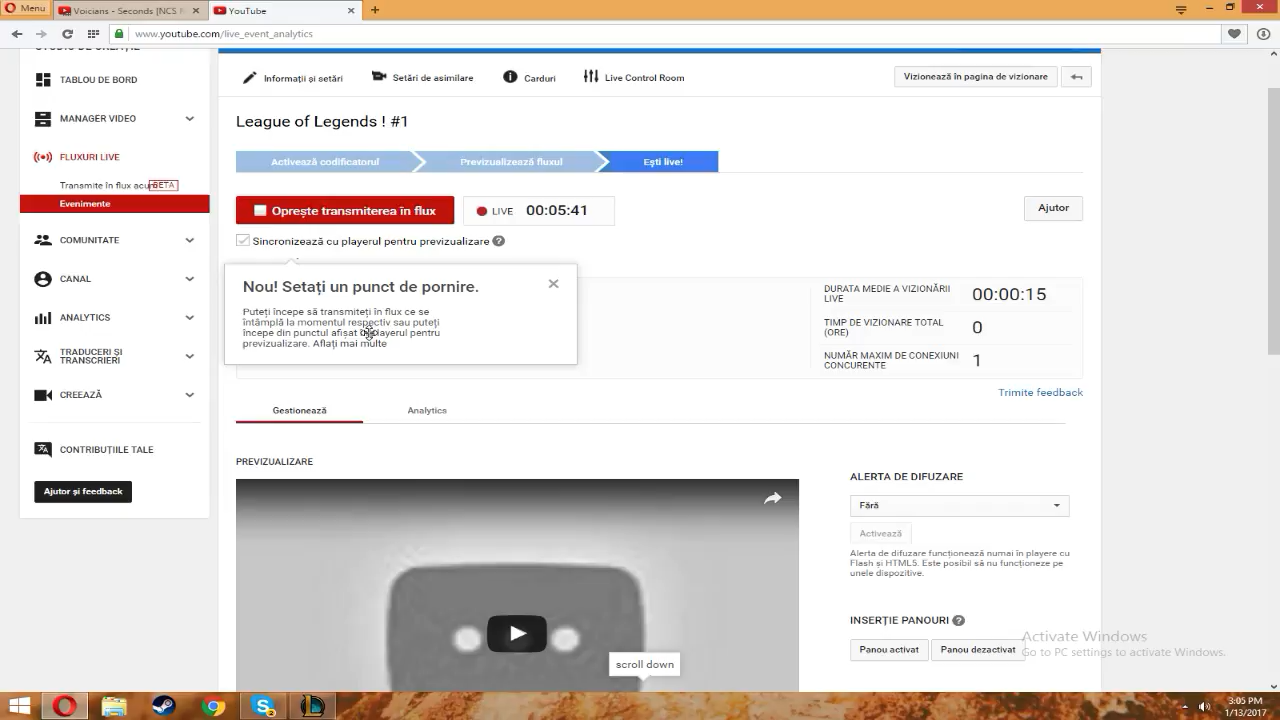 Menu
Voicians - Seconds [NCS
YouTube
www.youtube.com/live_event_analytics
STUDIO DE CREAȚIE
TABLOU DE BORD
MANAGER VIDEO
FLUXURI LIVE
Transmite în flux acum
BETA
Evenimente
COMUNITATE
CANAL
ANALYTICS
TRADUCERI ȘI
TRANSCRIERI
CREEAZĂ
CONTRIBUȚIILE TALE
Ajutor și feedback
Informații și setări
Setări de asimilare
Carduri
Live Control Room
Vizionează în pagina de vizionare
League of Legends ! #1
Activează codificatorul
Previzualizează fluxul
Ești live!
Oprește transmiterea în flux
LIVE 00:05:41
Ajutor
Sincronizează cu playerul pentru previzualizare
Nou! Setați un punct de pornire.
Puteți începe să transmiteți în flux ce se
întâmplă la momentul respectiv sau puteți
începe din punctul afișat în playerul pentru
previzualizare. Aflați mai multe
DURATA MEDIE A VIZIONĂRII
LIVE
00:00:15
TIMP DE VIZIONARE TOTAL
(ORE)
0
NUMĂR MAXIM DE CONEXIUNI
CONCURENTE
1
Trimite feedback
Gestionează
Analytics
PREVIZUALIZARE
ALERTA DE DIFUZARE
Fără
Activează
Alerta de difuzare funcționează numai în playere cu
Flash și HTML5. Este posibil să nu funcționeze pe
unele dispozitive.
INSERȚIE PANOURI
Panou activat
Panou dezactivat
scroll down
Activate Windows
Go to PC settings to activate Windows.
3:05 PM
1/13/2017